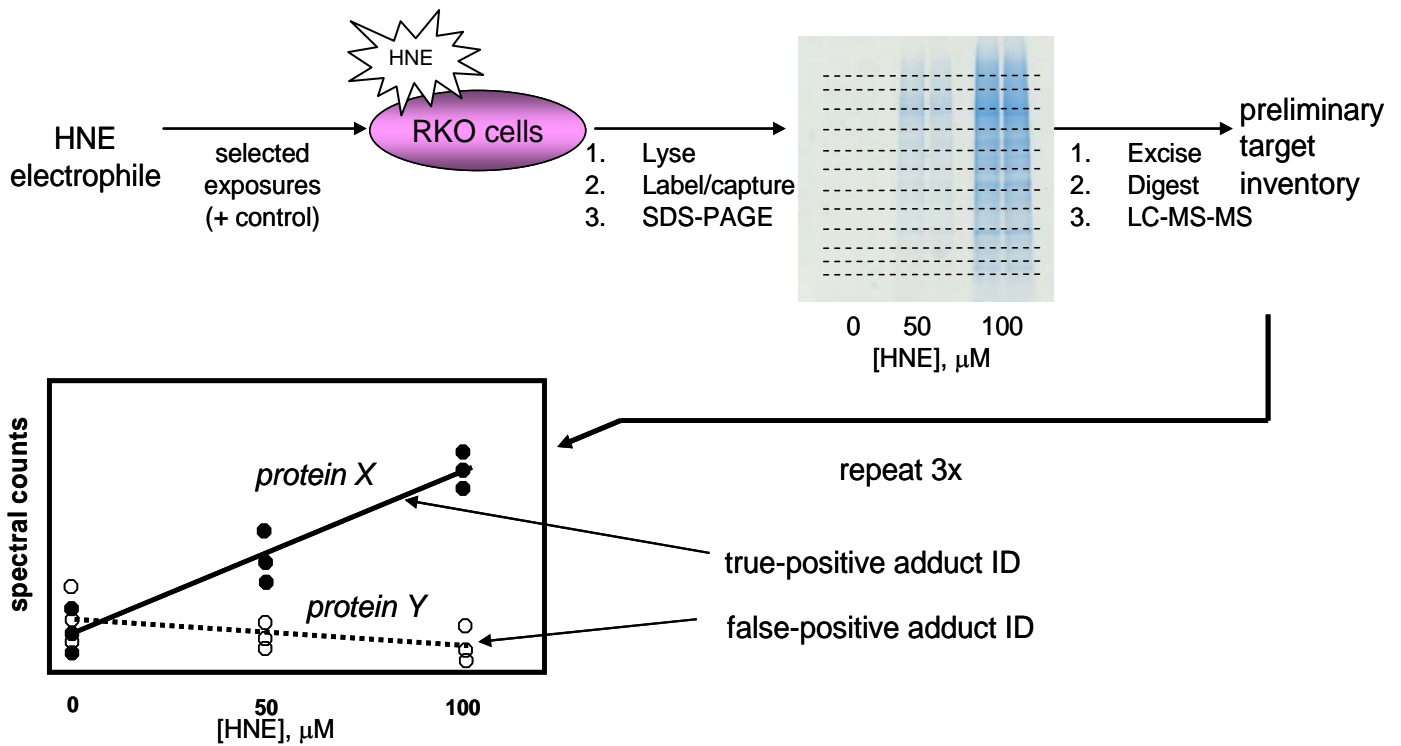 HNE
HNE
electrophile
selected
exposures
(+ control)
RKO cells
1. Lyse
2. Label/capture
3. SDS-PAGE
0 50 100
[HNE], μM
1. Excise
2. Digest
3. LC-MS-MS
preliminary
target
inventory
repeat 3x
spectral counts
protein X
protein Y
true-positive adduct ID
false-positive adduct ID
0 50 100
[HNE], μM